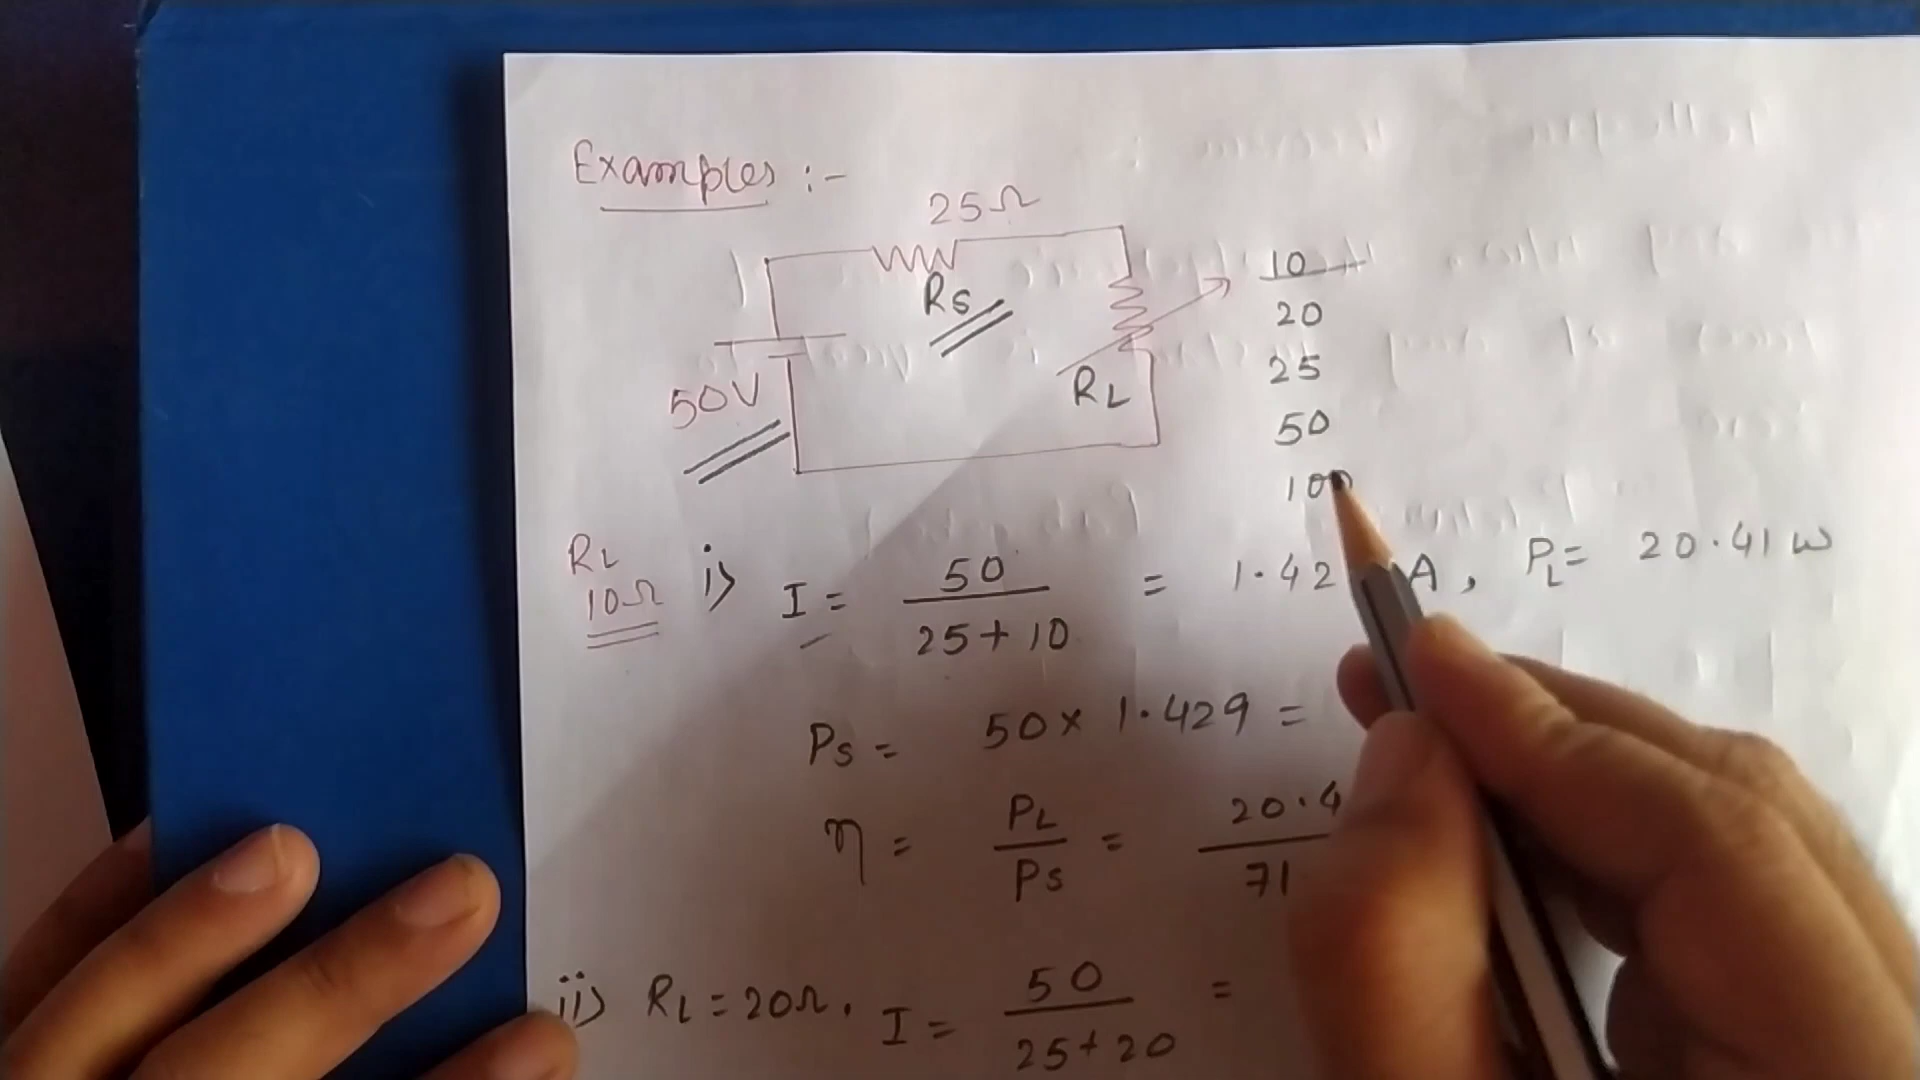 Examples :-
25Ω
RS
50V
RL
10
20
25
50
100
RL
10Ω
i) I = 50 / 25 + 10 = 1.42 A, PL = 20.41 W
PS = 50 × 1.429 =
η = PL / PS = 20.4 / 71
ii) RL = 20Ω. I = 50 / 25 + 20 =